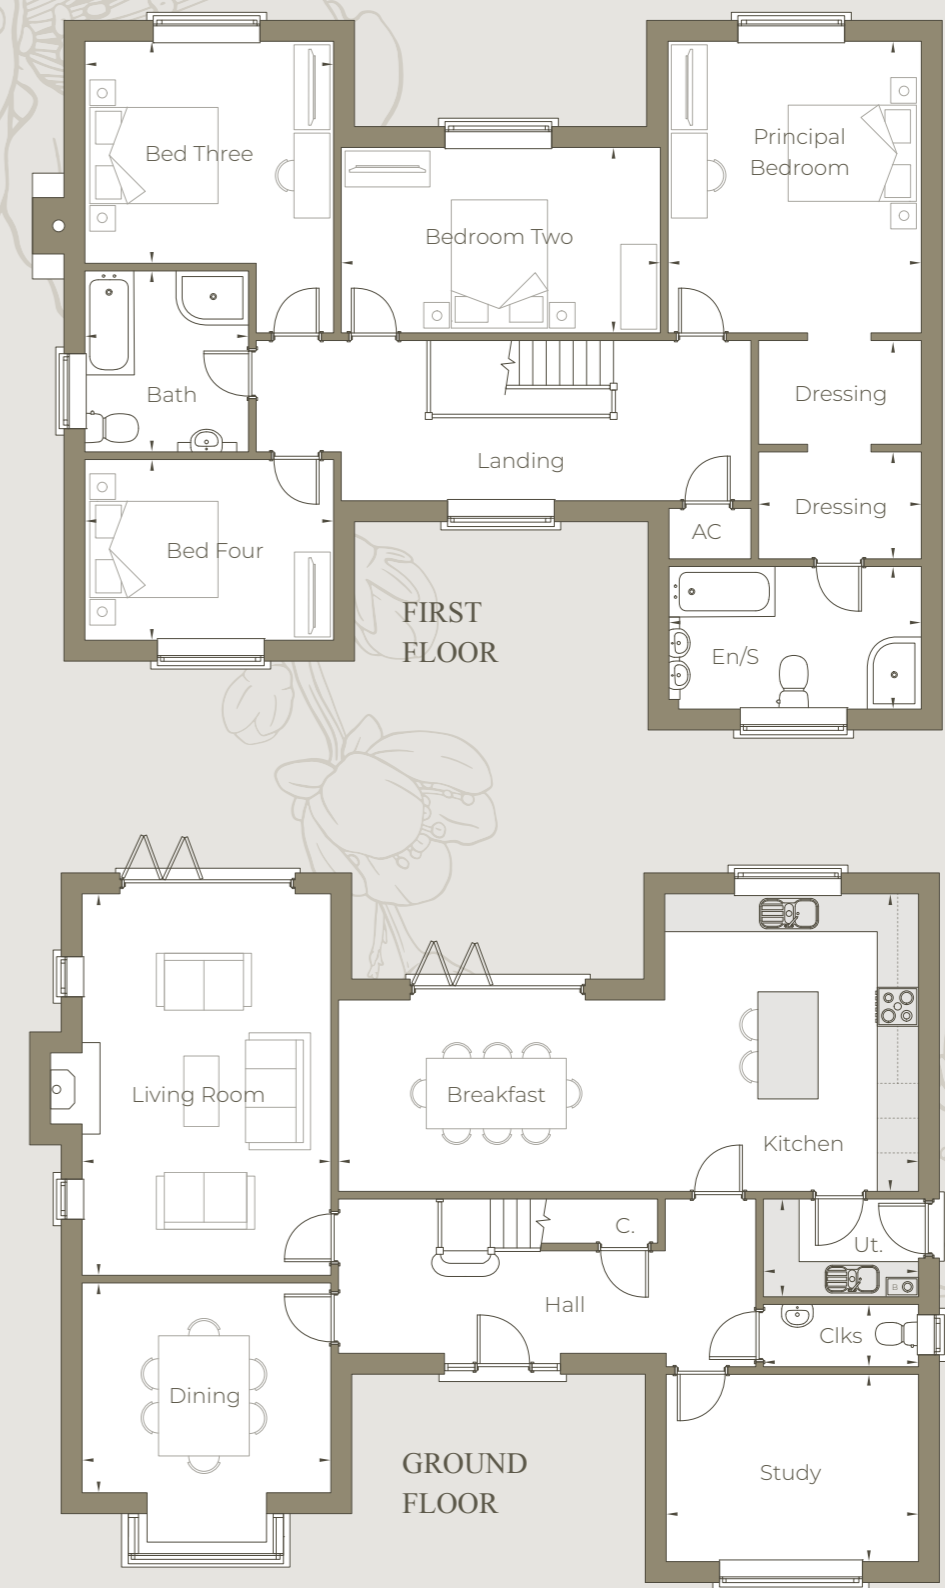 Bed Three
Principal
Bedroom
Bedroom Two
Bath
Dressing
Landing
Dressing
AC
Bed Four
FIRST
FLOOR
En/S
Living Room
Breakfast
Kitchen
C.
Ut.
Hall
Clks
Dining
GROUND
FLOOR
Study